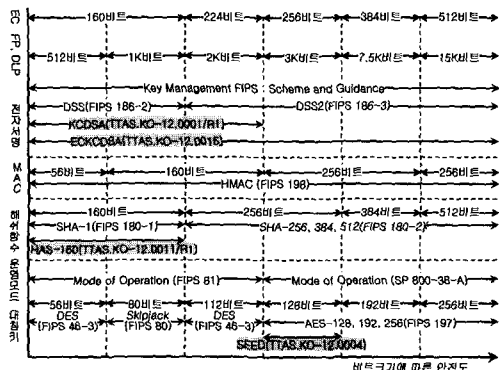 EC
160비트 224비트 256비트 384비트 512비트
FP, DLP
512비트 1K비트 2K비트 3K비트 7.5K비트 15K비트
Key Management FIPS : Scheme and Guidance
전자서명
DSS(FIPS 186-2) DSS2(FIPS 186-3)
KCDSA(TTAS.KO-12.0001/R1)
ECKCDSA(TTAS.KO-12.0015)
MAC
56비트 160비트 256비트 256비트
HMAC (FIPS 198)
해쉬함수
160비트 256비트 384비트 512비트
SHA-1(FIPS 180-1) SHA-256, 384, 512(FIPS 180-2)
HAS-160(TTAS.KO-12.0011/R1)
Mode of Operation (FIPS 81) Mode of Operation (SP 800-38-A)
56비트 80비트 112비트 128비트 192비트 256비트
DES (FIPS 46-3) Skipjack (FIPS 80) DES (FIPS 46-3) AES-128, 192, 256(FIPS 197)
SEED(TTAS.KO-12.0004)
비트크기에 따른 안전도